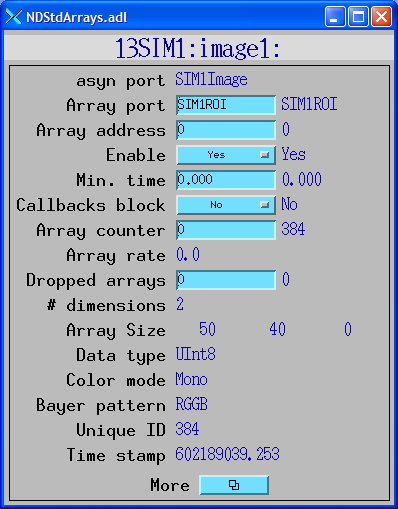 NDStdArrays.adl
13SIM1:image1:
asyn port SIM1Image
Array port SIM1ROI SIM1ROI
Array address 0 0
Enable Yes Yes
Min. time 0.000 0.000
Callbacks block No No
Array counter 0 384
Array rate 0.0
Dropped arrays 0 0
# dimensions 2
Array Size 50 40 0
Data type UInt8
Color mode Mono
Bayer pattern RGGB
Unique ID 384
Time stamp 602189039.253
More